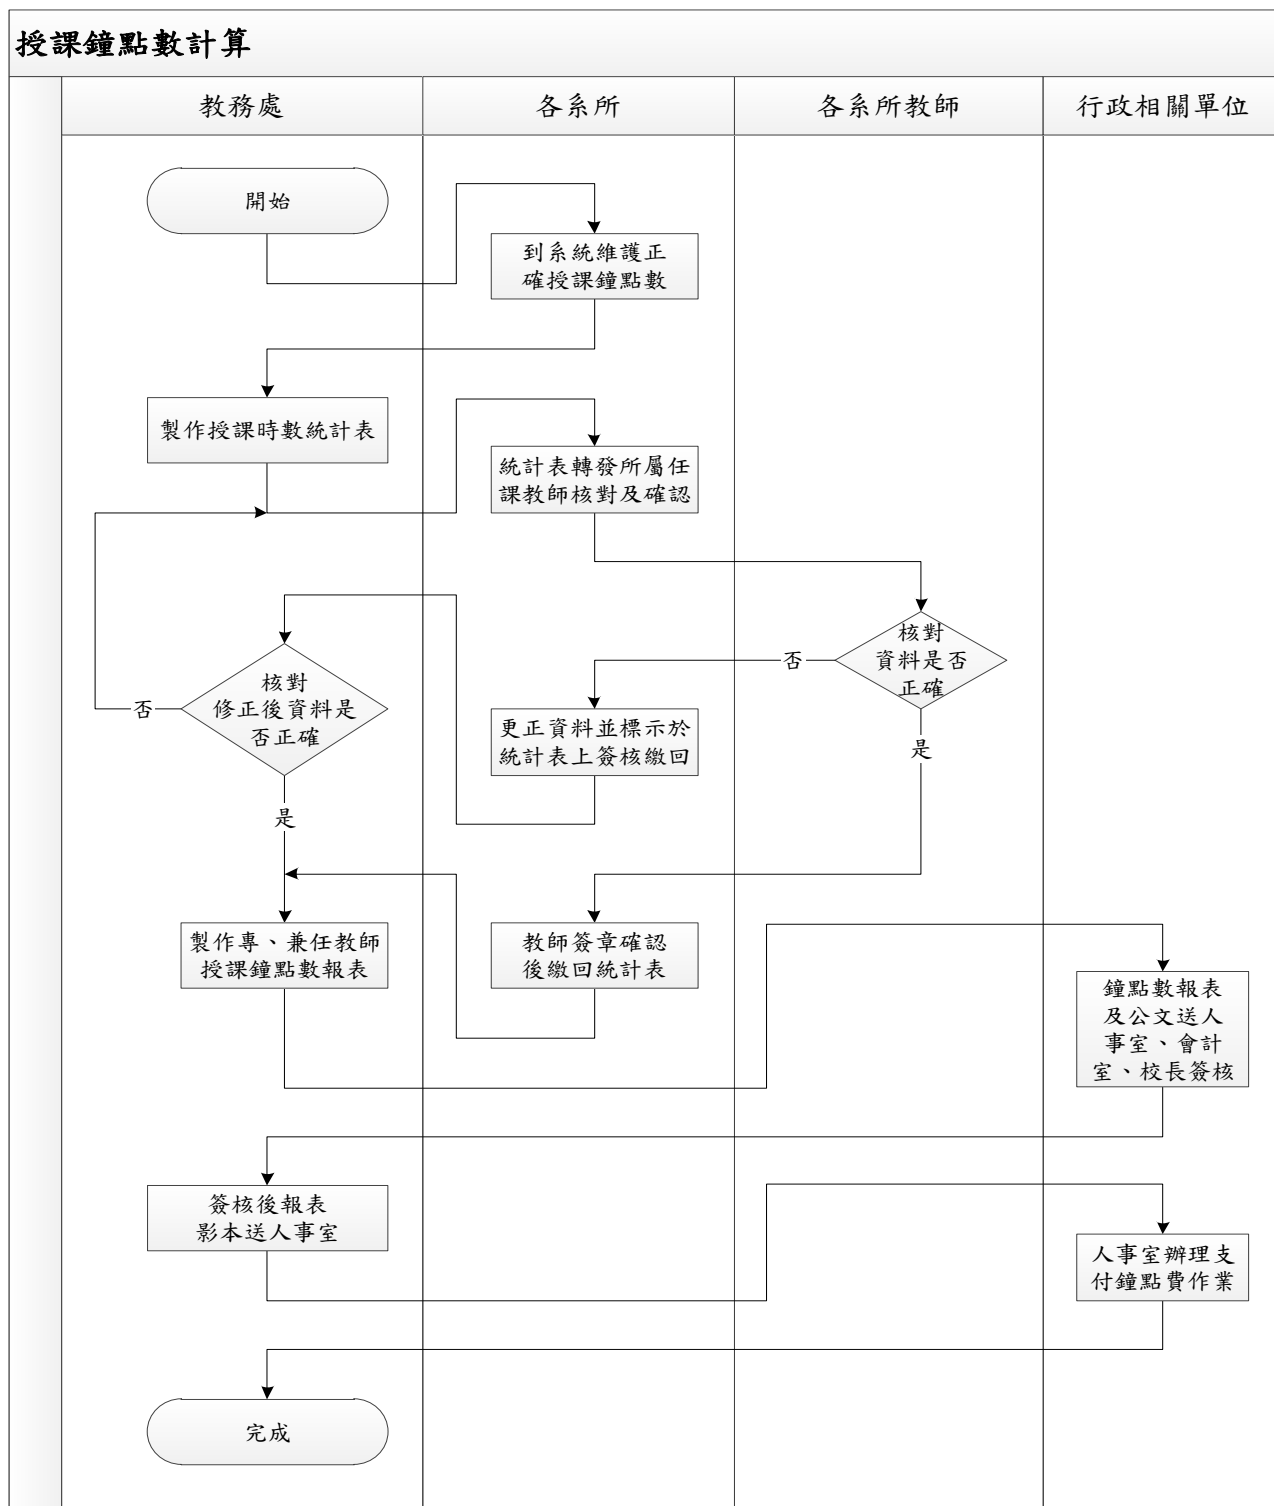 授課鐘點數計算
教務處
各系所
各系所教師
行政相關單位
開始
到系統維護正
確授課鐘點數
製作授課時數統計表
統計表轉發所屬任
課教師核對及確認
核對
資料是否
正確
否
是
核對
修正後資料是
否正確
否
是
更正資料並標示於
統計表上簽核繳回
製作專、兼任教師
授課鐘點數報表
教師簽章確認
後繳回統計表
鐘點數報表
及公文送人
事室、會計
室、校長簽核
簽核後報表
影本送人事室
人事室辦理支
付鐘點費作業
完成